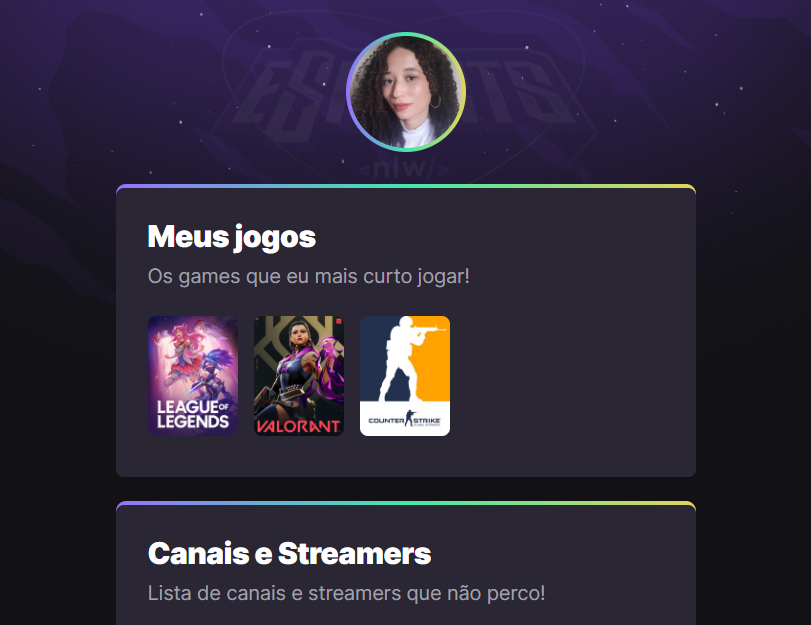 ESPORTS
<nlw/>
Meus jogos
Os games que eu mais curto jogar!
LEAGUE OF
LEGENDS
VALORANT
COUNTER STRIKE
Canais e Streamers
Lista de canais e streamers que não perco!